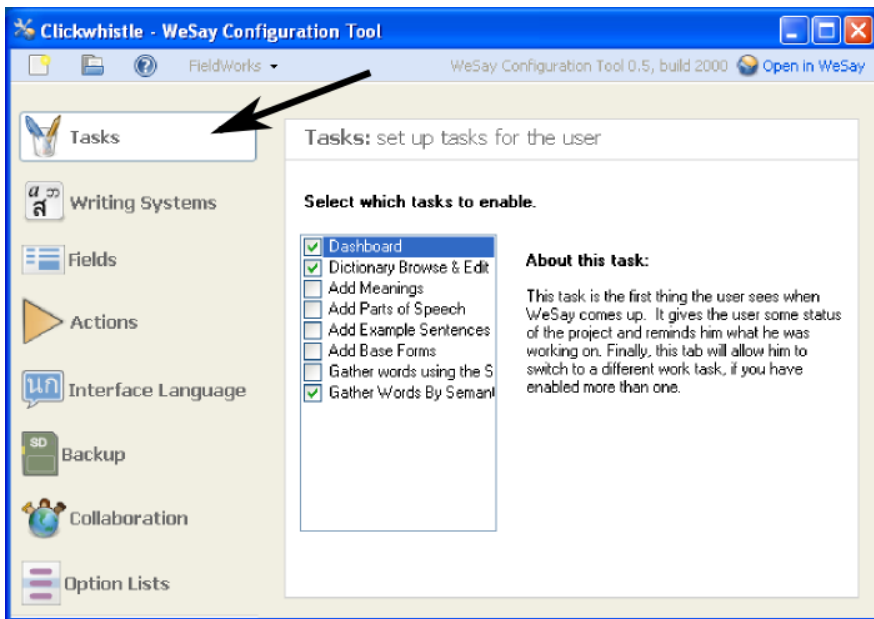 Clickwhistle - WeSay Configuration Tool
FieldWorks
WeSay Configuration Tool 0.5, build 2000
Open in WeSay
Tasks
Writing Systems
Fields
Actions
Interface Language
Backup
Collaboration
Option Lists
Tasks: set up tasks for the user
Select which tasks to enable.
Dashboard
Dictionary Browse & Edit
Add Meanings
Add Parts of Speech
Add Example Sentences
Add Base Forms
Gather words using the S
Gather Words By Semant
About this task:
This task is the first thing the user sees when
WeSay comes up. It gives the user some status
of the project and reminds him what he was
working on. Finally, this tab will allow him to
switch to a different work task, if you have
enabled more than one.